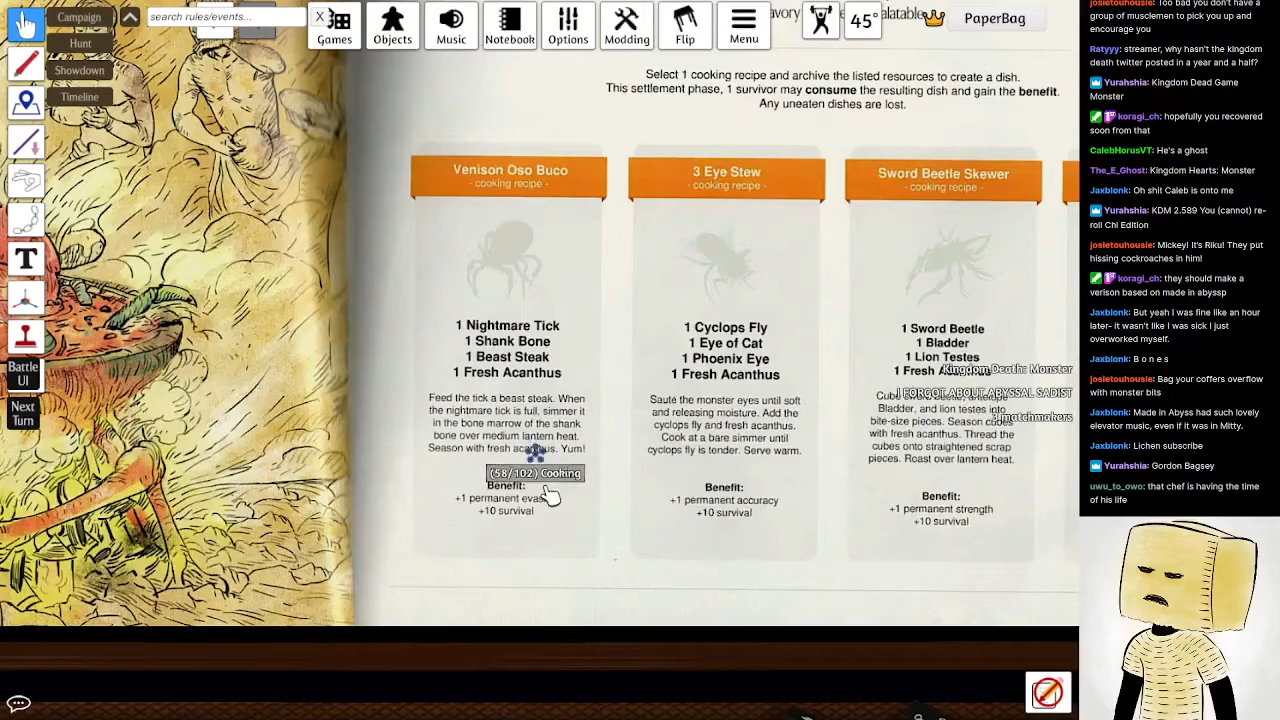 Campaign
Hunt
Showdown
Timeline
search rules/events...
X
Games
Objects
Music
Notebook
Options
Modding
Flip
Menu
45°
PaperBag
T
Battle
UI
Next
Turn
Select 1 cooking recipe and archive the listed resources to create a dish.
This settlement phase, 1 survivor may consume the resulting dish and gain the benefit.
Any uneaten dishes are lost.
Venison Oso Buco
- cooking recipe -
1 Nightmare Tick
1 Shank Bone
1 Beast Steak
1 Fresh Acanthus
Feed the tick a beast steak. When
the nightmare tick is full, simmer it
in the bone marrow of the shank
bone over medium lantern heat.
Season with fresh acanthus. Yum!
(58/102) Cooking
Benefit:
+1 permanent
+10 survival
3 Eye Stew
- cooking recipe -
1 Cyclops Fly
1 Eye of Cat
1 Phoenix Eye
1 Fresh Acanthus
Sauté the monster eyes until soft
and releasing moisture. Add the
cyclops fly and fresh acanthus.
Cook at a bare simmer until
cyclops fly is tender. Serve warm.
Benefit:
+1 permanent accuracy
+10 survival
Sword Beetle Skewer
- cooking recipe -
1 Sword Beetle
1 Bladder
1 Lion Testes
1 Fresh
Kingdom Death: Monster
I FORGOT ABOUT ABYSSAL SADIST
matchmakers
Bladder, and lion testes into
bite-size pieces. Season cubes
with fresh acanthus. Thread the
cubes onto straightened scrap
pieces. Roast over lantern heat.
Benefit:
+1 permanent strength
+10 survival
josietouhousie: Too bad you don't have a
group of musclemen to pick you up and
encourage you
Ratyyy: streamer, why hasn't the kingdom
death twitter posted in a year and a half?
Yurahshia: Kingdom Dead Game
Monster
koragi_ch: hopefully you recovered
soon from that
CalebHorusVT: He's a ghost
The_E_Ghost: Kingdom Hearts: Monster
Jaxblonk: Oh shit Caleb is onto me
Yurahshia: KDM 2.589 You (cannot) re-
roll Chi Edition
josietouhousie: Mickey! It's Riku! They put
hissing cockroaches in him!
koragi_ch: they should make a
verison based on made in abyssp
Jaxblonk: But yeah I was fine like an hour
later- it wasn't like I was sick I just
overworked myself.
Jaxblonk: B o n e s
josietouhousie: Bag your coffers overflow
with monster bits
Jaxblonk: Made in Abyss had such lovely
elevator music, even if it was in Mitty.
Jaxblonk: Lichen subscribe
Yurahshia: Gordon Bagsey
uwu_to_owo: that chef is having the time
of his life